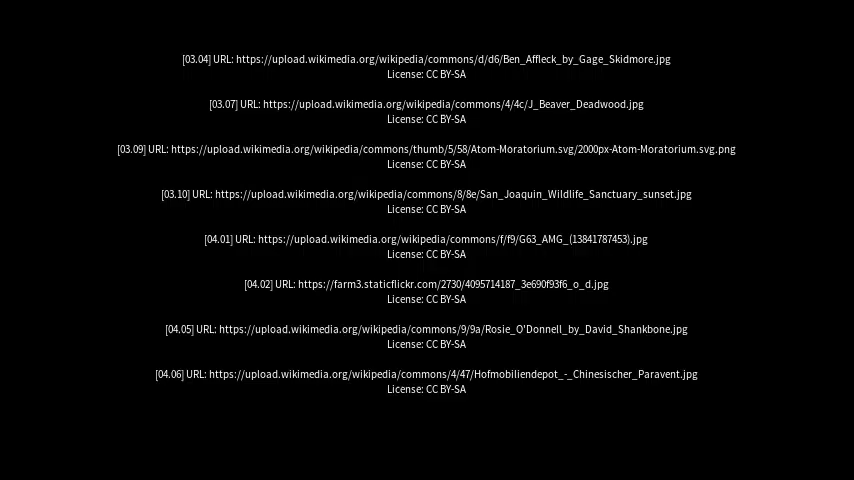 [03.04] URL: https://upload.wikimedia.org/wikipedia/commons/d/d6/Ben_Affleck_by_Gage_Skidmore.jpg
License: CC BY-SA
[03.07] URL: https://upload.wikimedia.org/wikipedia/commons/4/4c/J_Beaver_Deadwood.jpg
License: CC BY-SA
[03.09] URL: https://upload.wikimedia.org/wikipedia/commons/thumb/5/58/Atom-Moratorium.svg/2000px-Atom-Moratorium.svg.png
License: CC BY-SA
[03.10] URL: https://upload.wikimedia.org/wikipedia/commons/8/8e/San_Joaquin_Wildlife_Sanctuary_sunset.jpg
License: CC BY-SA
[04.01] URL: https://upload.wikimedia.org/wikipedia/commons/f/f9/G63_AMG_(13841787453).jpg
License: CC BY-SA
[04.02] URL: https://farm3.staticflickr.com/2730/4095714187_3e690f93f6_o_d.jpg
License: CC BY-SA
[04.05] URL: https://upload.wikimedia.org/wikipedia/commons/9/9a/Rosie_O'Donnell_by_David_Shankbone.jpg
License: CC BY-SA
[04.06] URL: https://upload.wikimedia.org/wikipedia/commons/4/47/Hofmobiliendepot_-_Chinesischer_Paravent.jpg
License: CC BY-SA